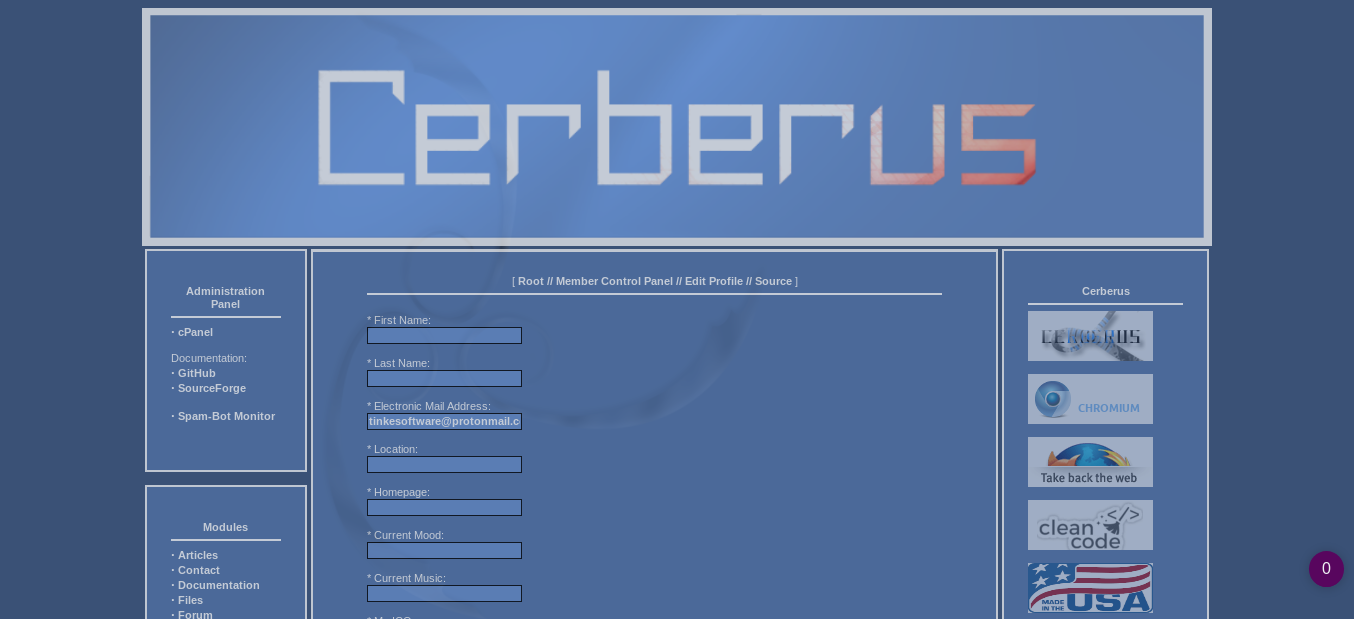 Cerberus
Administration
Panel
· cPanel
Documentation:
· GitHub
· SourceForge
· Spam-Bot Monitor
Modules
· Articles
· Contact
· Documentation
· Files
· Forum
[ Root // Member Control Panel // Edit Profile // Source ]
* First Name:
* Last Name:
* Electronic Mail Address:
tinkesoftware@protonmail.c
* Location:
* Homepage:
* Current Mood:
* Current Music:
Cerberus
CERBERUS
CHROMIUM
Take back the web
clean </>
code
MADE
IN THE USA
0